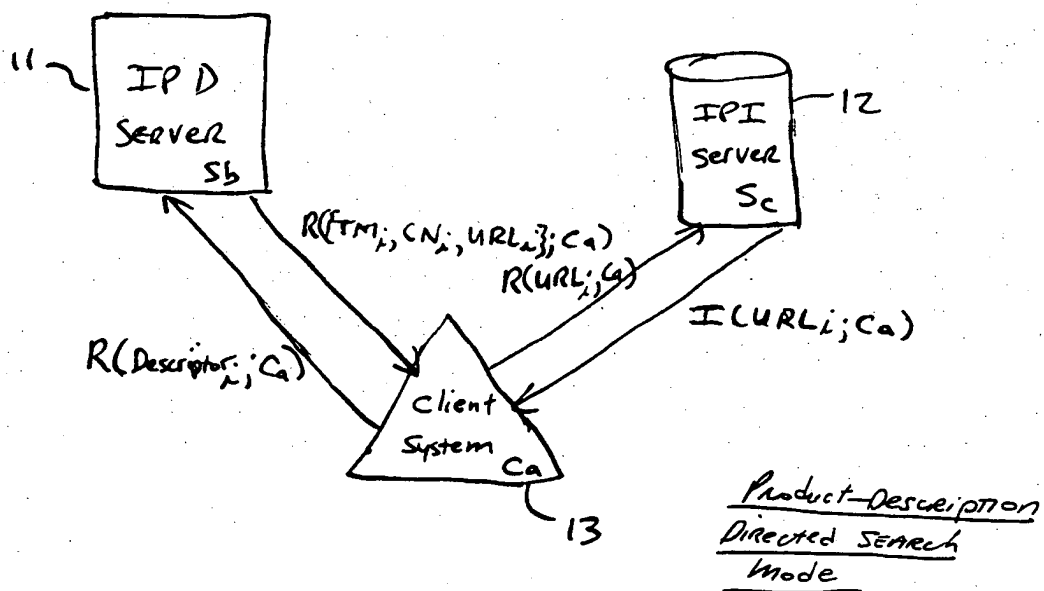 11
IPD
SERVER
Sb
12
IPI
Server
Sc
R({TMi, CNi, URLi}; Ca)
R(URLi; Ca)
I(URLi; Ca)
R(Descriptori; Ca)
Client
System
Ca
13
Product-Description
Directed SEARCH
Mode